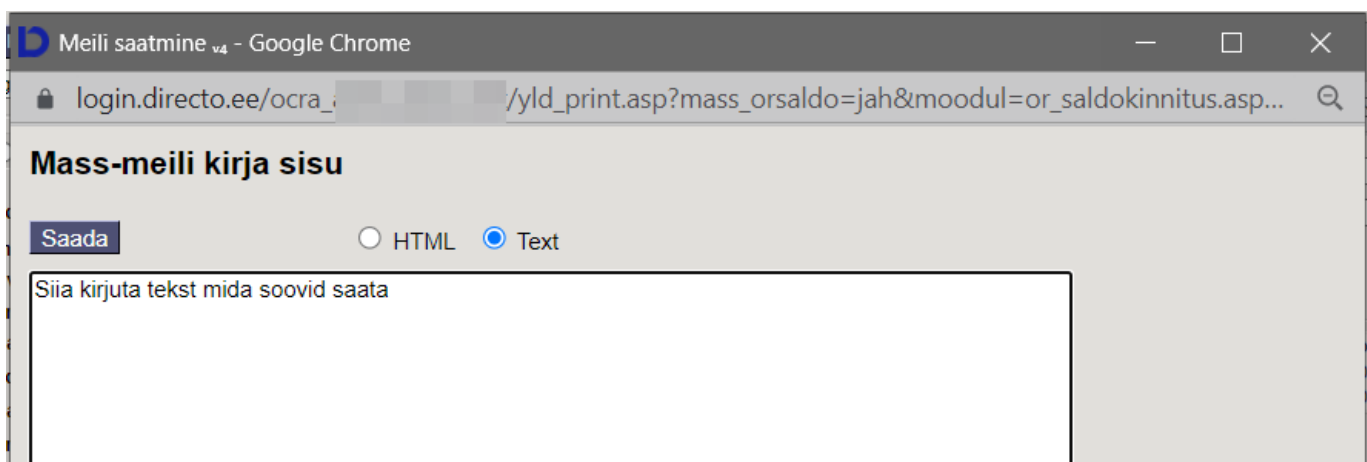 Meili saatmine v4 - Google Chrome
login.directo.ee/ocra_ /yld_print.asp?mass_orsaldo=jah&moodul=or_saldokinnitus.asp...
Mass-meili kirja sisu
Saada HTML Text
Siia kirjuta tekst mida soovid saata